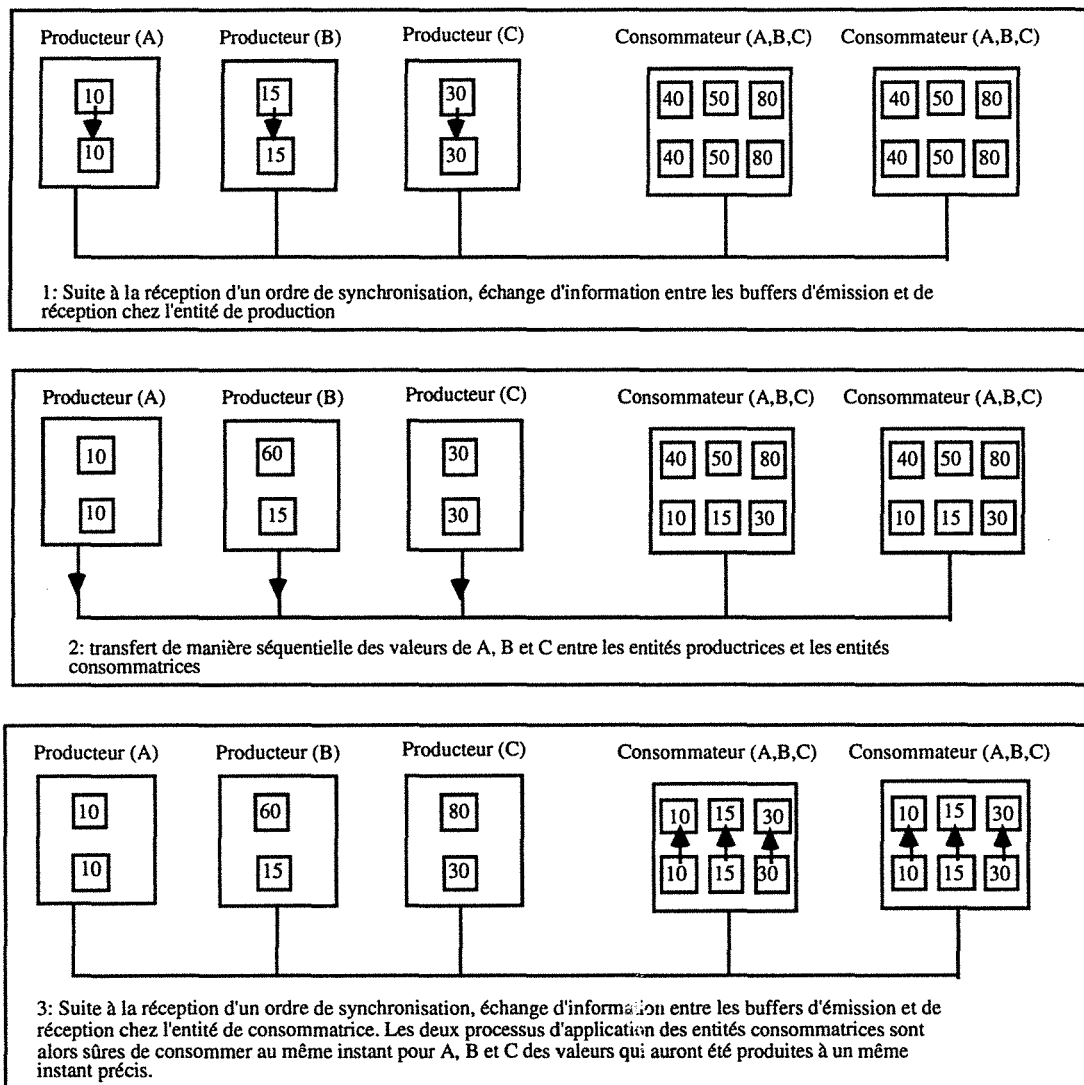 Producteur (A) Producteur (B) Producteur (C) Consommateur (A,B,C) Consommateur (A,B,C)
10 15 30 40 50 80 40 50 80
10 15 30 40 50 80 40 50 80
1: Suite à la réception d'un ordre de synchronisation, échange d'information entre les buffers d'émission et de
réception chez l'entité de production
Producteur (A) Producteur (B) Producteur (C) Consommateur (A,B,C) Consommateur (A,B,C)
10 60 30 40 50 80 40 50 80
10 15 30 10 15 30 10 15 30
2: transfert de manière séquentielle des valeurs de A, B et C entre les entités productrices et les entités
consommatrices
Producteur (A) Producteur (B) Producteur (C) Consommateur (A,B,C) Consommateur (A,B,C)
10 60 80 10 15 30 10 15 30
10 15 30 10 15 30 10 15 30
3: Suite à la réception d'un ordre de synchronisation, échange d'information entre les buffers d'émission et de
réception chez l'entité de consommatrice. Les deux processus d'application des entités consommatrices sont
alors sûres de consommer au même instant pour A, B et C des valeurs qui auront été produites à un même
instant précis.